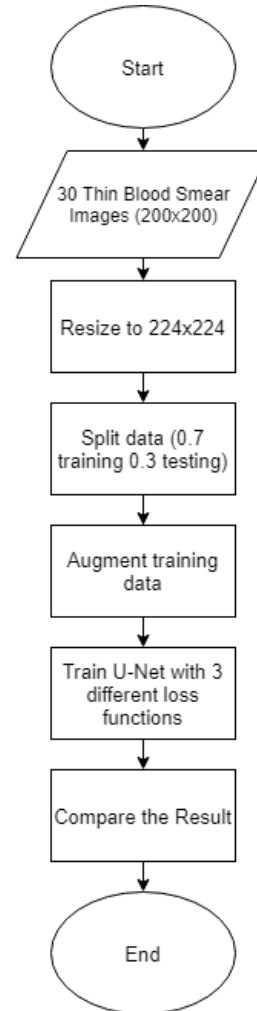 Start
30 Thin Blood Smear
Images (200x200)
Resize to 224x224
Split data (0.7
training 0.3 testing)
Augment training
data
Train U-Net with 3
different loss
functions
Compare the Result
End